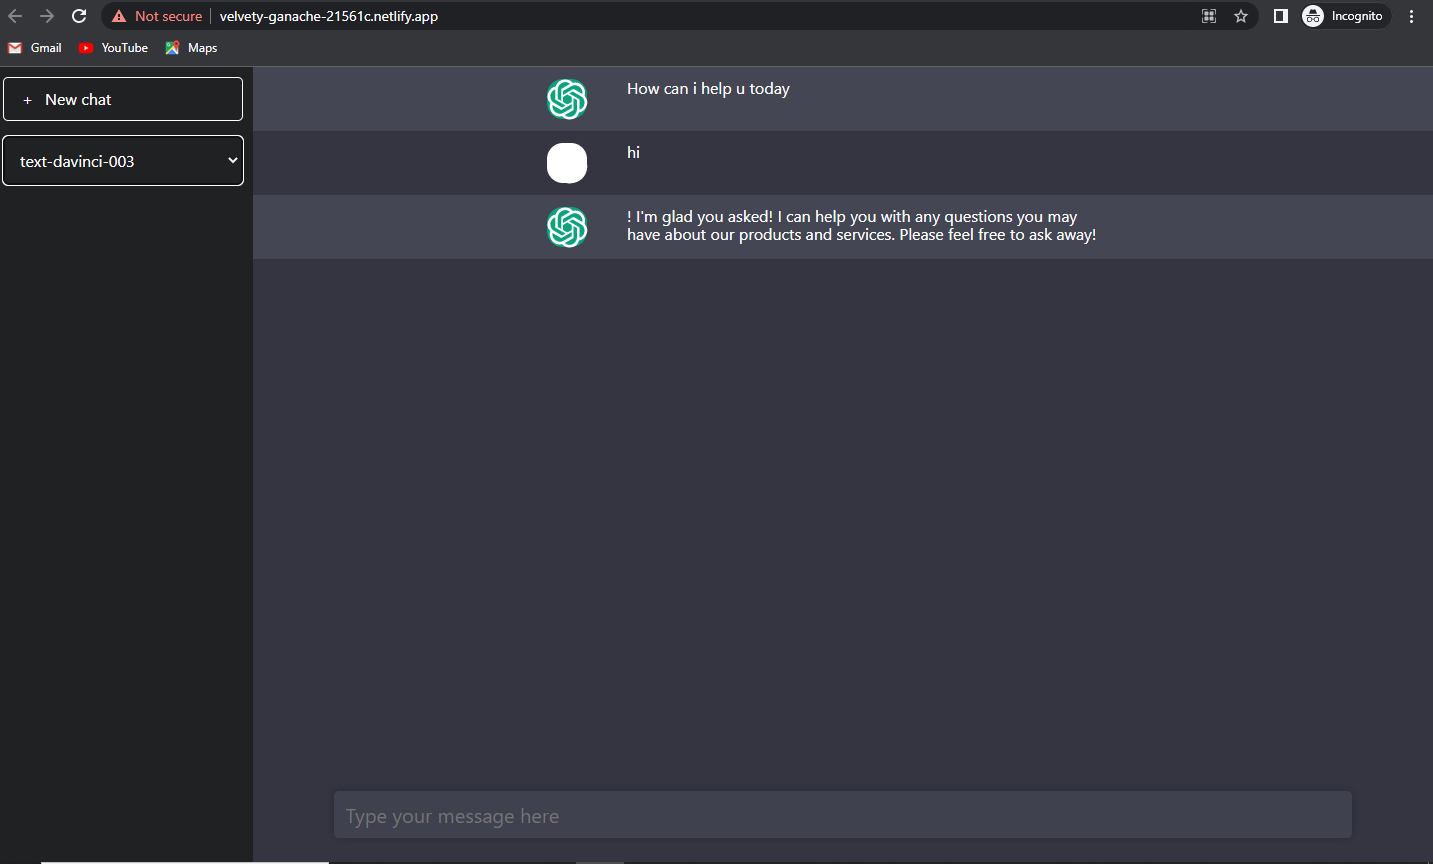 Not secure velvety-ganache-21561c.netlify.app Incognito
Gmail YouTube Maps
+ New chat
text-davinci-003
How can i help u today
hi
! I'm glad you asked! I can help you with any questions you may
have about our products and services. Please feel free to ask away!
Type your message here